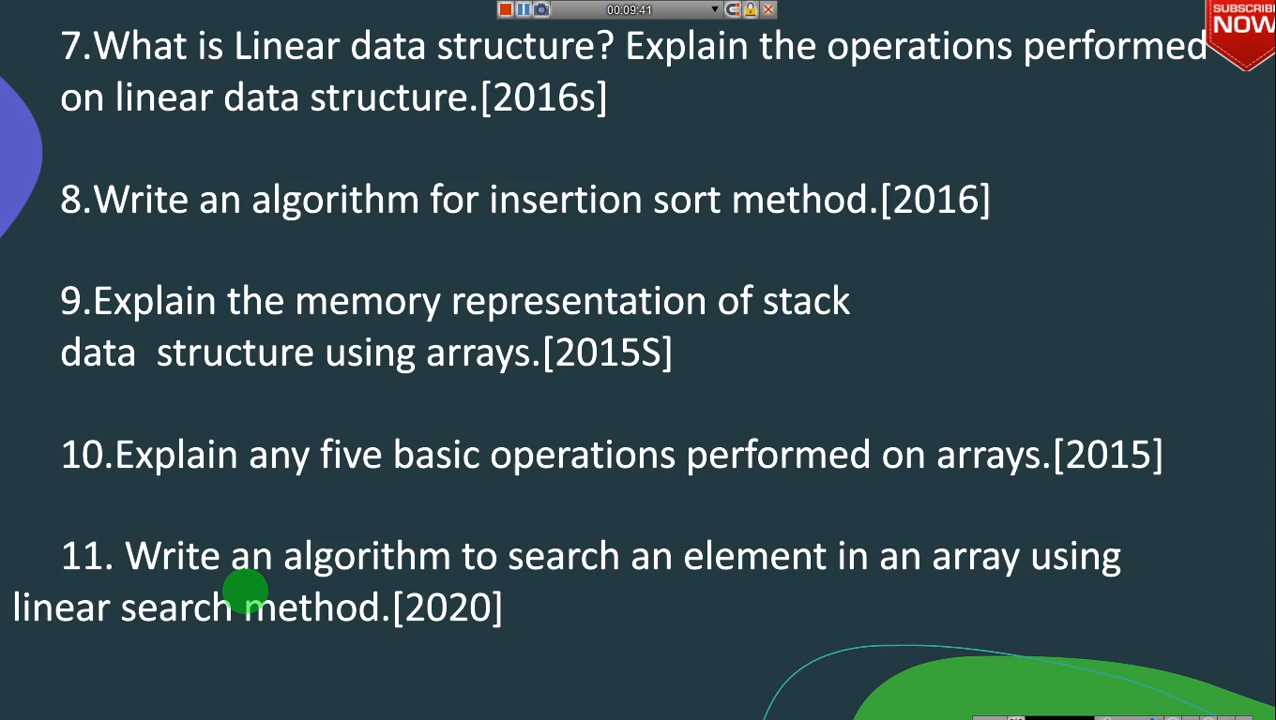 00:09:41
SUBSCRIBE
NOW
7.What is Linear data structure? Explain the operations performed
on linear data structure.[2016s]
8.Write an algorithm for insertion sort method.[2016]
9.Explain the memory representation of stack
data  structure using arrays.[2015S]
10.Explain any five basic operations performed on arrays.[2015]
11. Write an algorithm to search an element in an array using
linear search method.[2020]